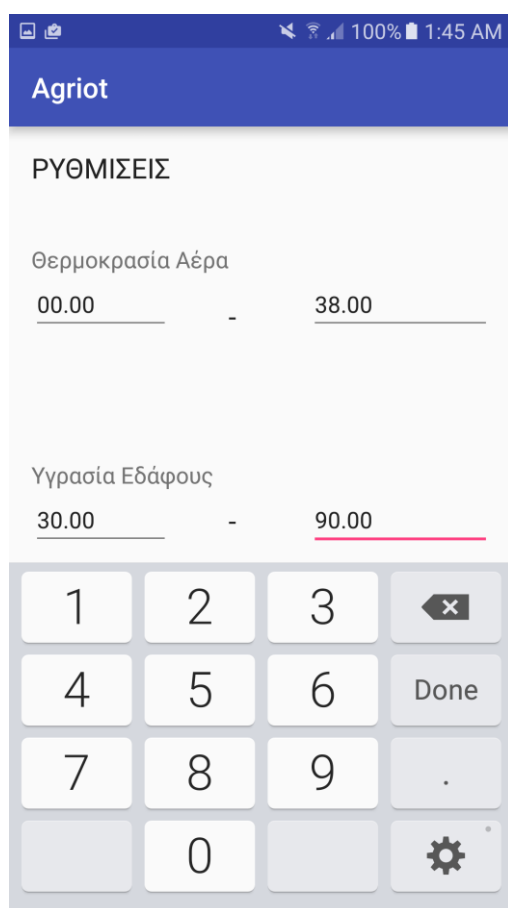 100% 1:45 AM
Agriot
ΡΥΘΜΙΣΕΙΣ
Θερμοκρασία Αέρα
00.00 - 38.00
Υγρασία Εδάφους
30.00 - 90.00
1 2 3
4 5 6 Done
7 8 9 .
0